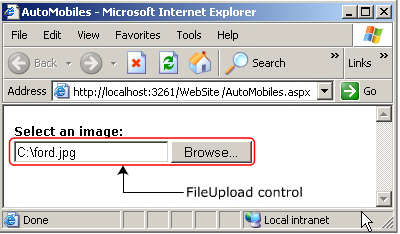 AutoMobiles - Microsoft Internet Explorer
File Edit View Favorites Tools Help
Back Search » Links »
Address http://localhost:3261/WebSite/AutoMobiles.aspx Go
Select an image:
C:\ford.jpg Browse...
FileUpload control
Done Local intranet